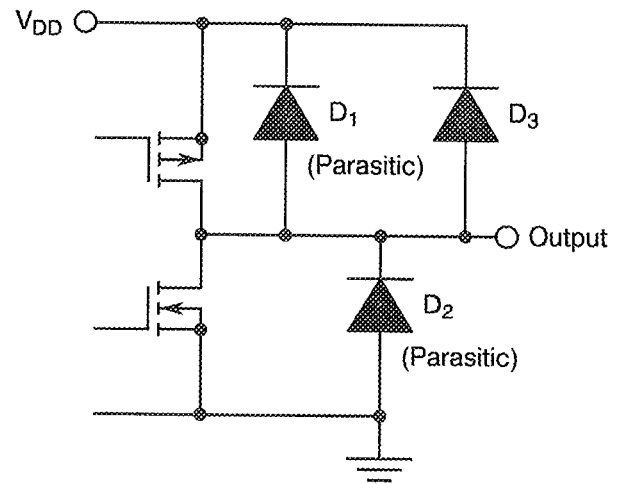 VDD
D1
D3
(Parasitic)
Output
D2
(Parasitic)